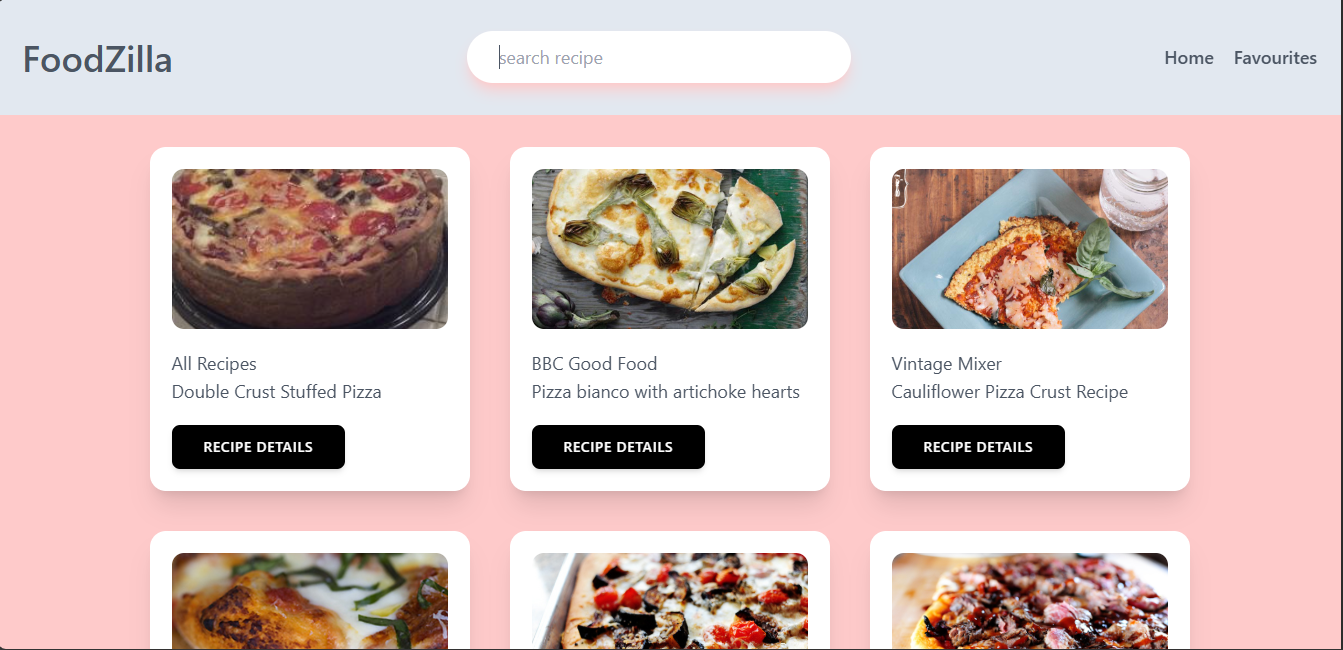 FoodZilla
search recipe
Home Favourites
All Recipes
Double Crust Stuffed Pizza
RECIPE DETAILS
BBC Good Food
Pizza bianco with artichoke hearts
RECIPE DETAILS
Vintage Mixer
Cauliflower Pizza Crust Recipe
RECIPE DETAILS